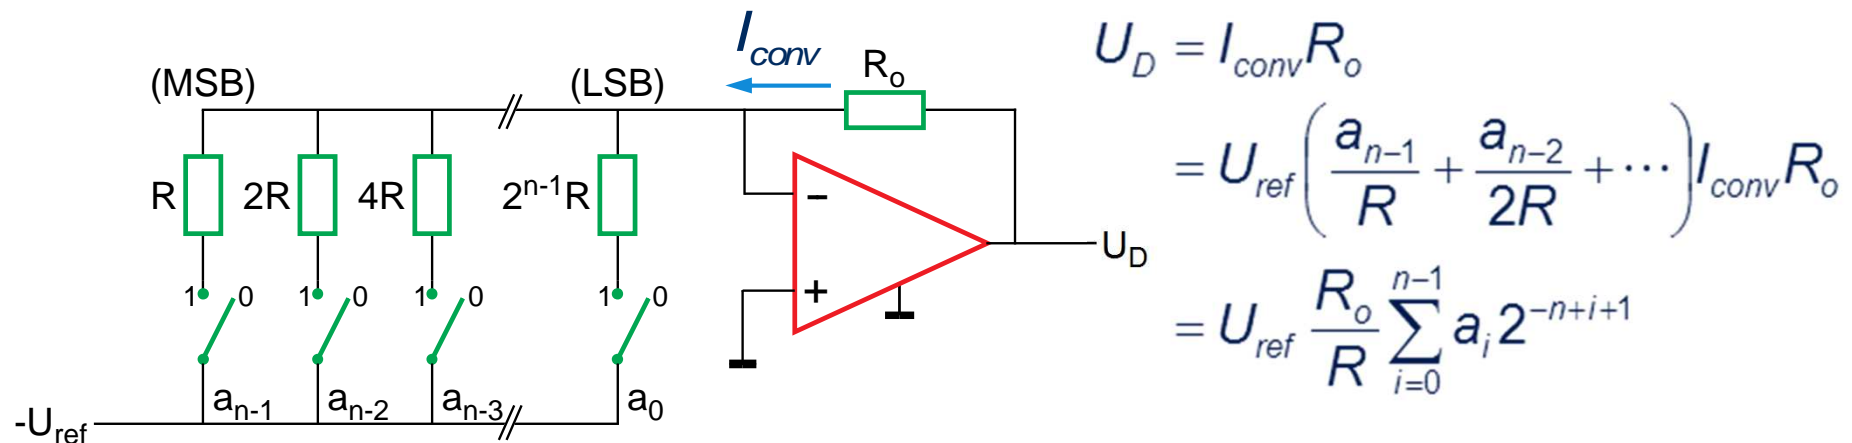 I_conv
R_o
(MSB) (LSB)
R 2R 4R 2^{n-1}R
− +
U_D
1 0 1 0 1 0 1 0
a_{n-1} a_{n-2} a_{n-3} a_0
-U_ref
U_D = I_conv R_o
= U_ref ( a_{n-1}/R + a_{n-2}/2R + ⋯ ) I_conv R_o
= U_ref R_o/R ∑_{i=0}^{n-1} a_i 2^{-n+i+1}